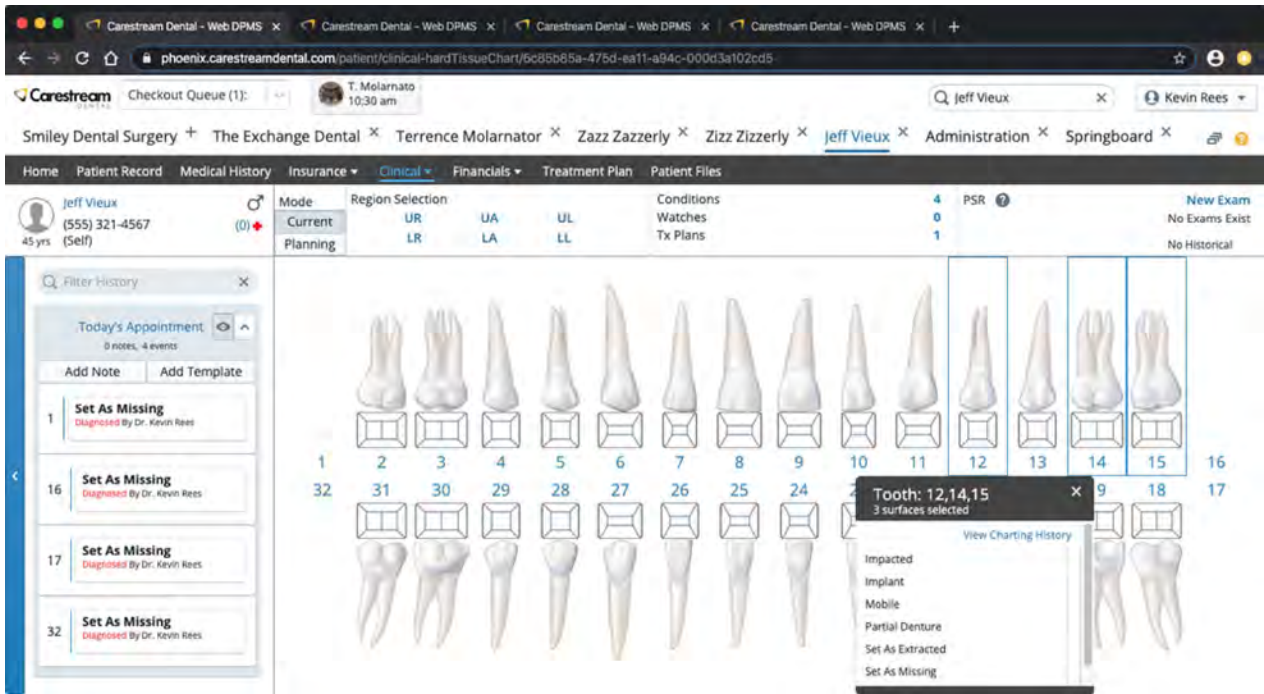 Carestream Dental – Web DPMS × Carestream Dental – Web DPMS × Carestream Dental – Web DPMS × Carestream Dental – Web DPMS × +
phoenix.carestreamdental.com/patient/clinical-hardTissueChart/6c85b85a-475d-ea11-a94c-000d3a102cd5
Carestream DENTAL Checkout Queue (1): T. Molarnato Jeff Vieux × Kevin Rees
10:30 am
Smiley Dental Surgery + The Exchange Dental × Terrence Molarnator × Zazz Zazzerly × Zizz Zizzerly × Jeff Vieux × Administration × Springboard ×
Home Patient Record Medical History Insurance Clinical Financials Treatment Plan Patient Files
Jeff Vieux
(555) 321-4567 (0)
45 yrs (Self)
Mode
Current
Planning
Region Selection
UR UA UL
LR LA LL
Conditions 4
Watches 0
Tx Plans 1
PSR ?
New Exam
No Exams Exist
No Historical
Filter History ×
Today's Appointment
0 notes, 4 events
Add Note Add Template
1 Set As Missing
Diagnosed By Dr. Kevin Rees
16 Set As Missing
Diagnosed By Dr. Kevin Rees
17 Set As Missing
Diagnosed By Dr. Kevin Rees
32 Set As Missing
Diagnosed By Dr. Kevin Rees
1 2 3 4 5 6 7 8 9 10 11 12 13 14 15 16
32 31 30 29 28 27 26 25 24 2 9 18 17
Tooth: 12,14,15 ×
3 surfaces selected
View Charting History
Impacted
Implant
Mobile
Partial Denture
Set As Extracted
Set As Missing